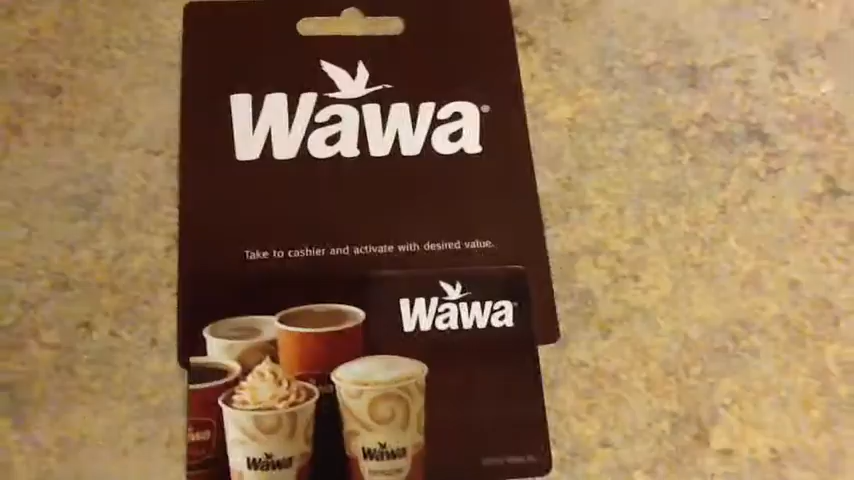 Wawa®
Take to cashier and activate with desired value.
Wawa
Wawa
Wawa